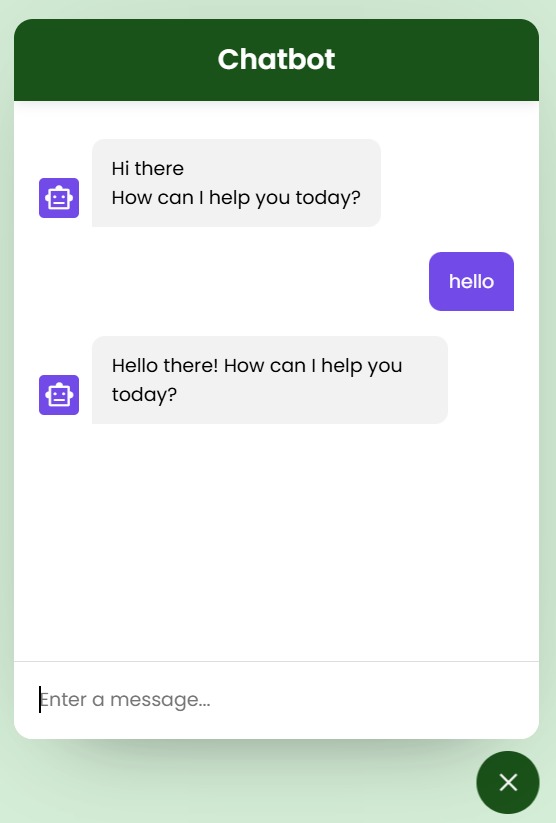 Chatbot
Hi there
How can I help you today?
hello
Hello there! How can I help you
today?
Enter a message...